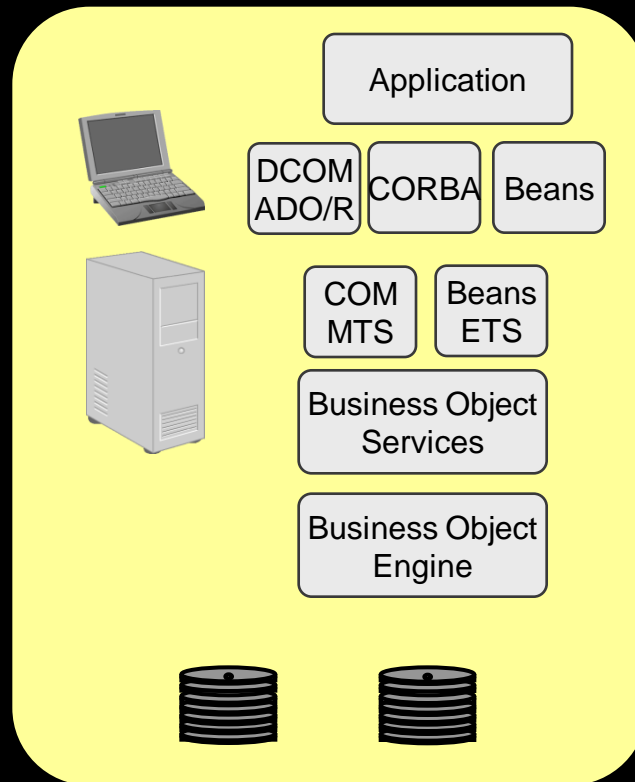 Application
DCOM
ADO/R
CORBA
Beans
COM
MTS
Beans
ETS
Business Object
Services
Business Object
Engine